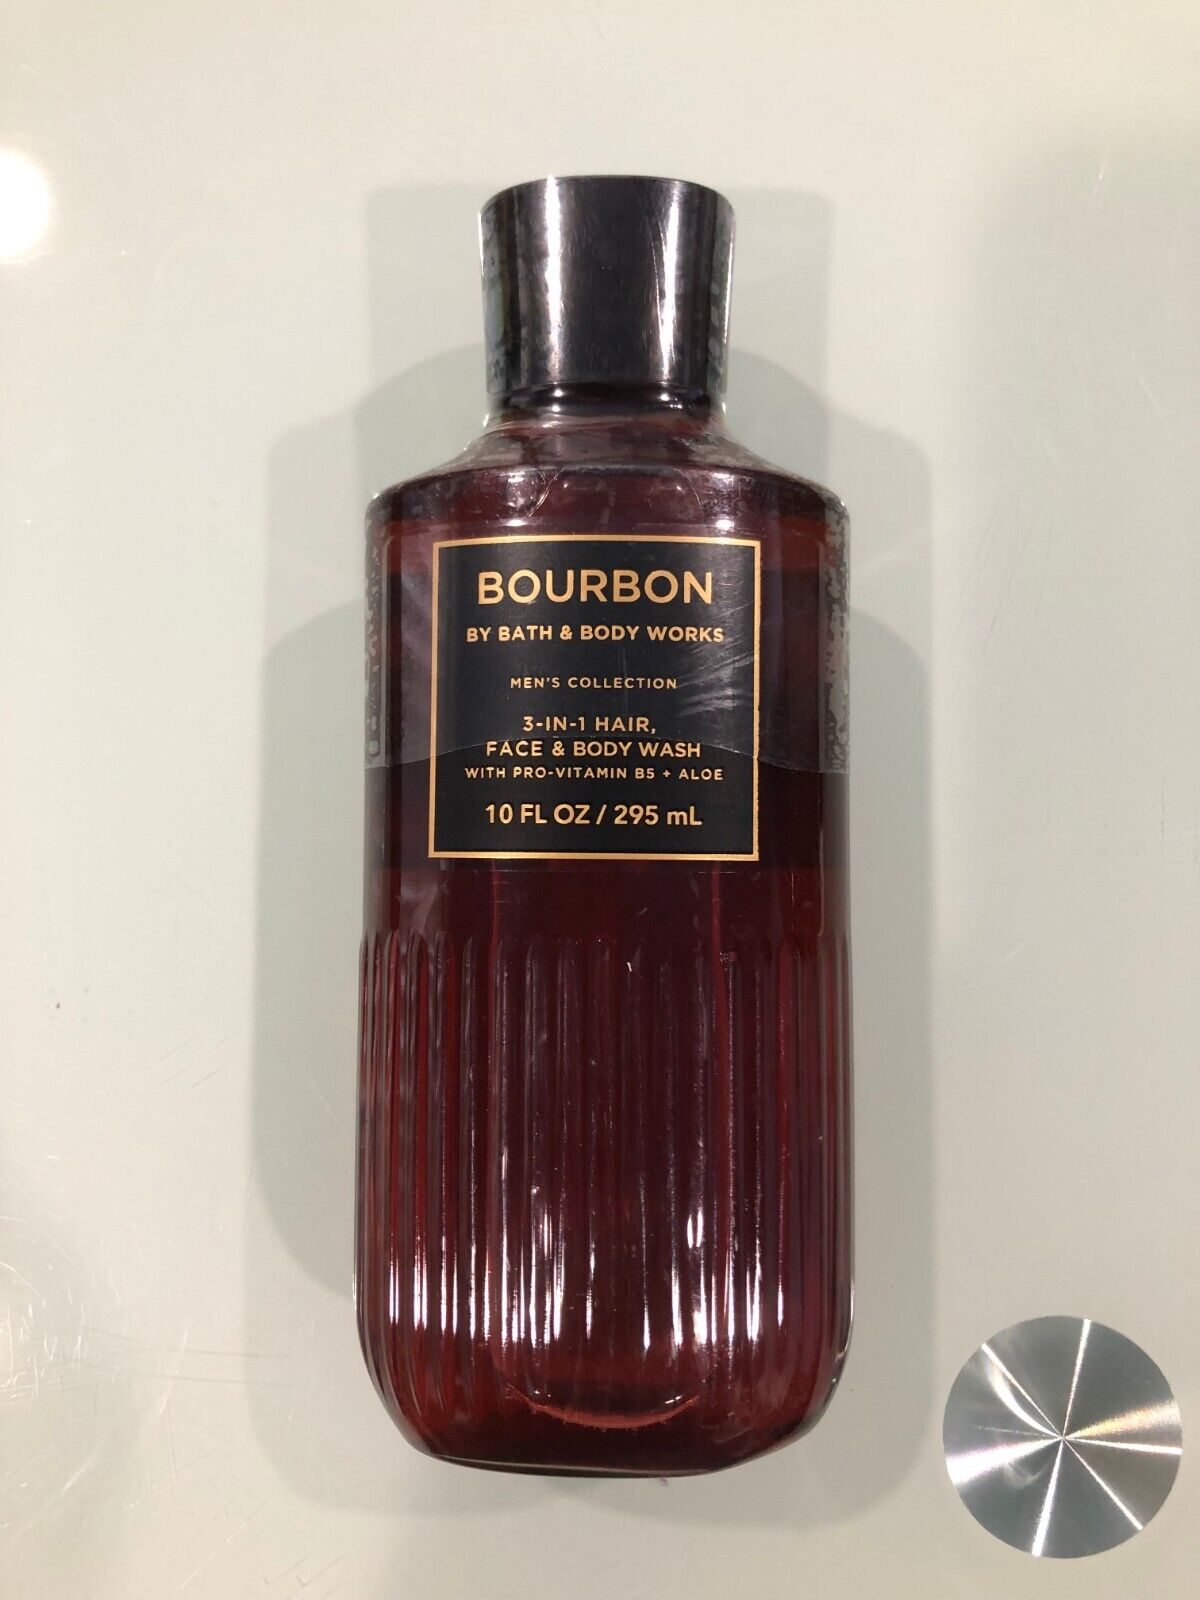 BOURBON
BY BATH & BODY WORKS
MEN'S COLLECTION
3-IN-1 HAIR,
FACE & BODY WASH
WITH PRO-VITAMIN B5 + ALOE
10 FL OZ / 295 mL